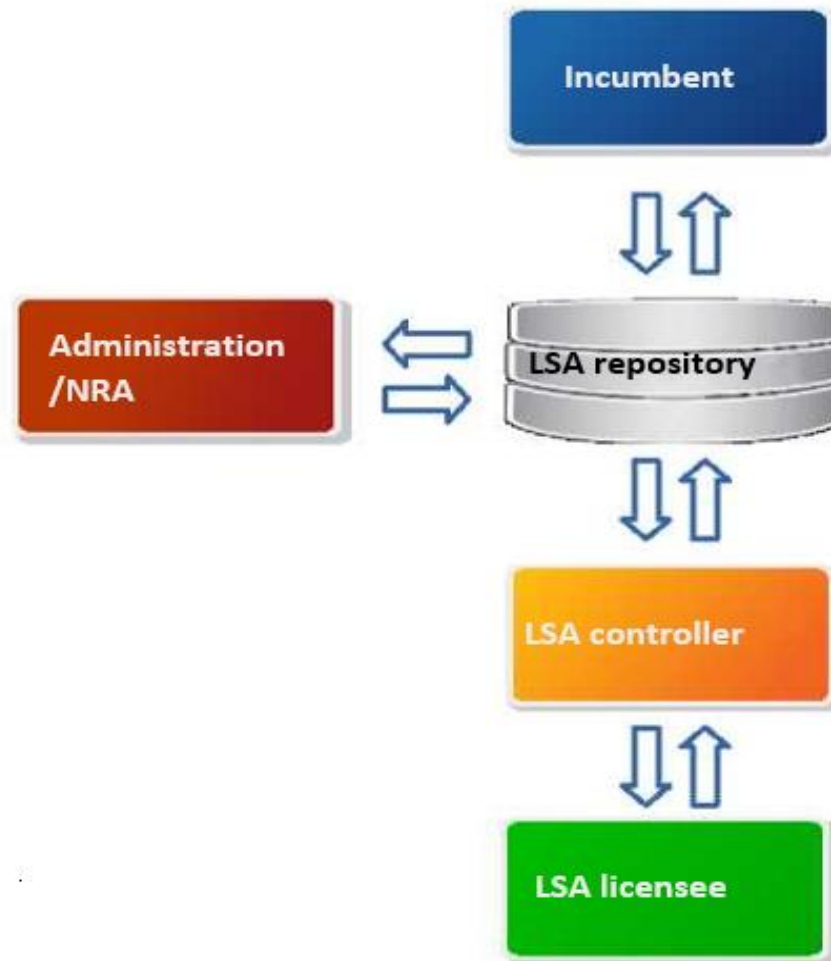 Incumbent
Administration
/NRA
LSA repository
LSA controller
LSA licensee
.